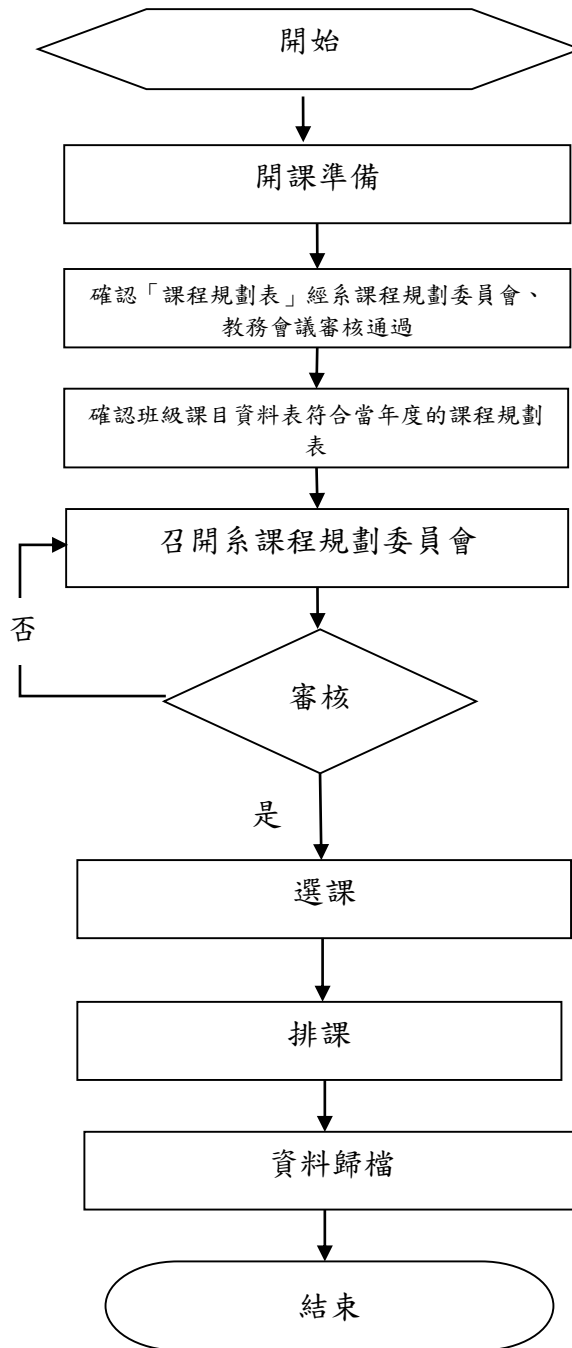 開始
開課準備
確認「課程規劃表」經系課程規劃委員會、
教務會議審核通過
確認班級課目資料表符合當年度的課程規劃
表
召開系課程規劃委員會
否
審核
是
選課
排課
資料歸檔
結束